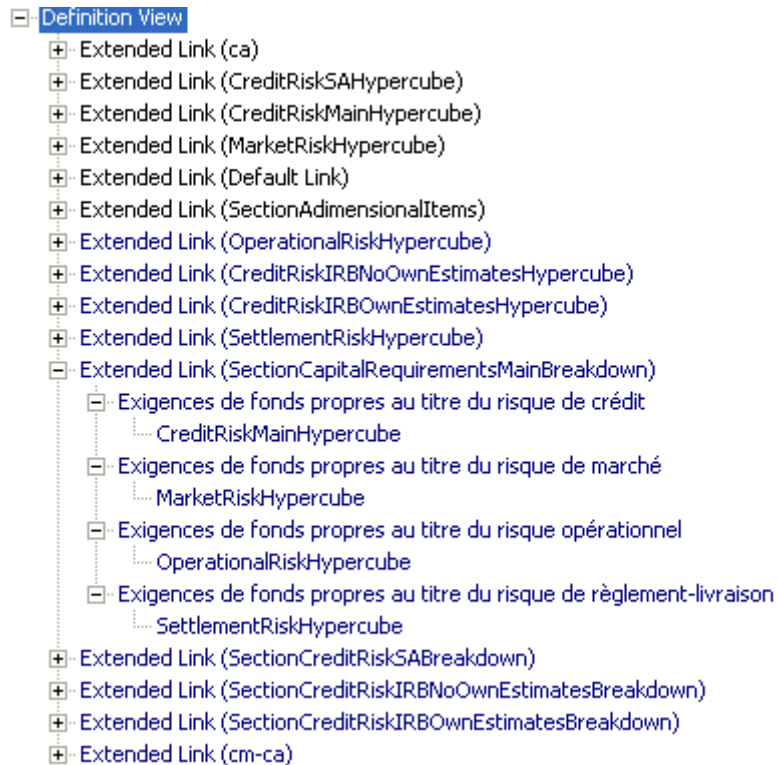 Definition View
Extended Link (ca)
Extended Link (CreditRiskSAHypercube)
Extended Link (CreditRiskMainHypercube)
Extended Link (MarketRiskHypercube)
Extended Link (Default Link)
Extended Link (SectionAdimensionalItems)
Extended Link (OperationalRiskHypercube)
Extended Link (CreditRiskIRBNoOwnEstimatesHypercube)
Extended Link (CreditRiskIRBOwnEstimatesHypercube)
Extended Link (SettlementRiskHypercube)
Extended Link (SectionCapitalRequirementsMainBreakdown)
Exigences de fonds propres au titre du risque de crédit
CreditRiskMainHypercube
Exigences de fonds propres au titre du risque de marché
MarketRiskHypercube
Exigences de fonds propres au titre du risque opérationnel
OperationalRiskHypercube
Exigences de fonds propres au titre du risque de règlement-livraison
SettlementRiskHypercube
Extended Link (SectionCreditRiskSABreakdown)
Extended Link (SectionCreditRiskIRBNoOwnEstimatesBreakdown)
Extended Link (SectionCreditRiskIRBOwnEstimatesBreakdown)
Extended Link (cm-ca)